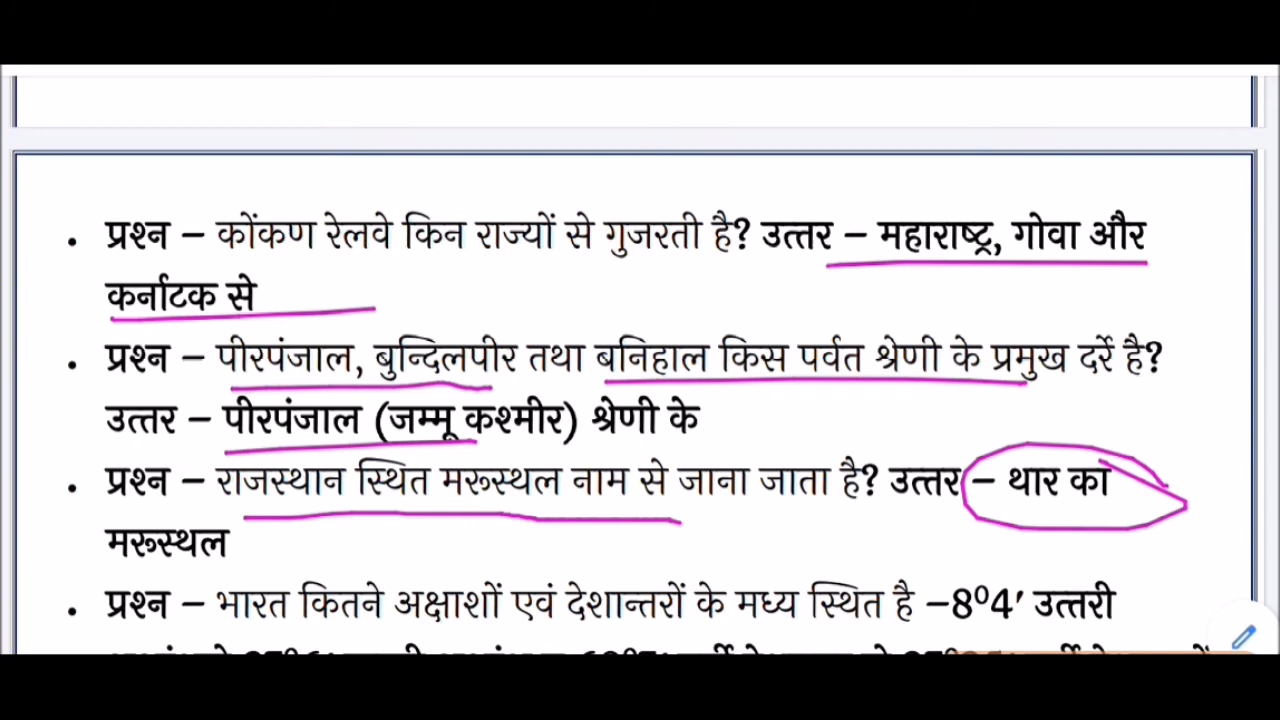 • प्रश्न – कोंकण रेलवे किन राज्यों से गुजरती है? उत्तर – महाराष्ट्र, गोवा और
कर्नाटक से
• प्रश्न – पीरपंजाल, बुन्दिलपीर तथा बनिहाल किस पर्वत श्रेणी के प्रमुख दर्रे है?
उत्तर – पीरपंजाल (जम्मू कश्मीर) श्रेणी के
• प्रश्न – राजस्थान स्थित मरूस्थल नाम से जाना जाता है? उत्तर – थार का
मरूस्थल
• प्रश्न – भारत कितने अक्षाशों एवं देशान्तरों के मध्य स्थित है –8⁰4′ उत्तरी